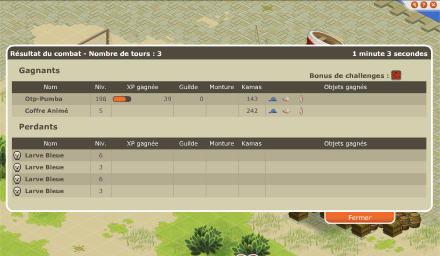 Résultat du combat - Nombre de tours : 3 1 minute 3 secondes
Gagnants
Bonus de challenges :
Nom Niv. XP gagnée Guilde Monture Kamas Objets gagnés
Otp-Pumba 198 39 0 143
Coffre Animé 5 242
Perdants
Nom Niv. XP gagnée Guilde Monture Kamas Objets gagnés
Larve Bleue 6
Larve Bleue 3
Larve Bleue 6
Larve Bleue 3
Fermer